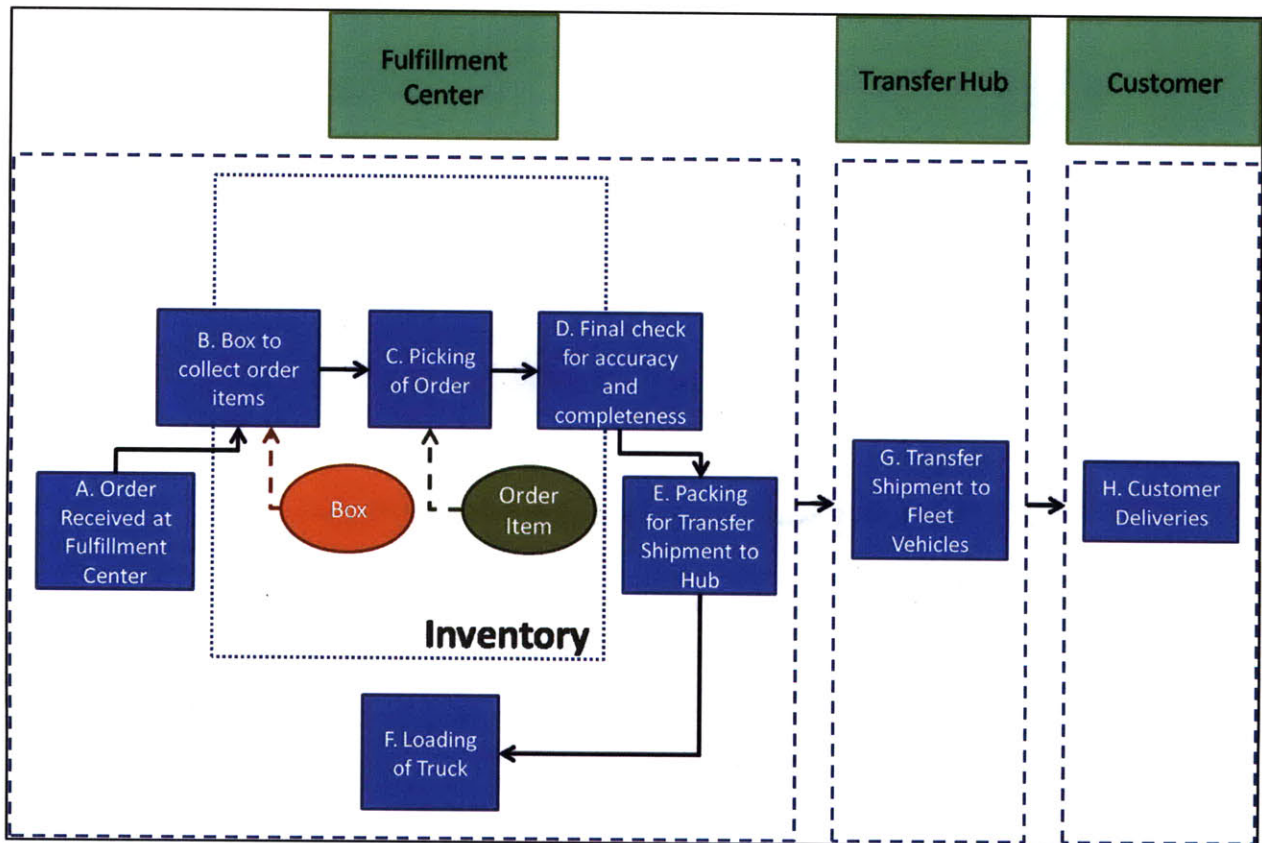 Fulfillment
Center
Transfer Hub
Customer
B. Box to
collect order
items
C. Picking
of Order
D. Final check
for accuracy
and
completeness
A. Order
Received at
Fulfillment
Center
Box
Order
Item
E. Packing
for Transfer
Shipment to
Hub
G. Transfer
Shipment to
Fleet
Vehicles
H. Customer
Deliveries
Inventory
F. Loading
of Truck